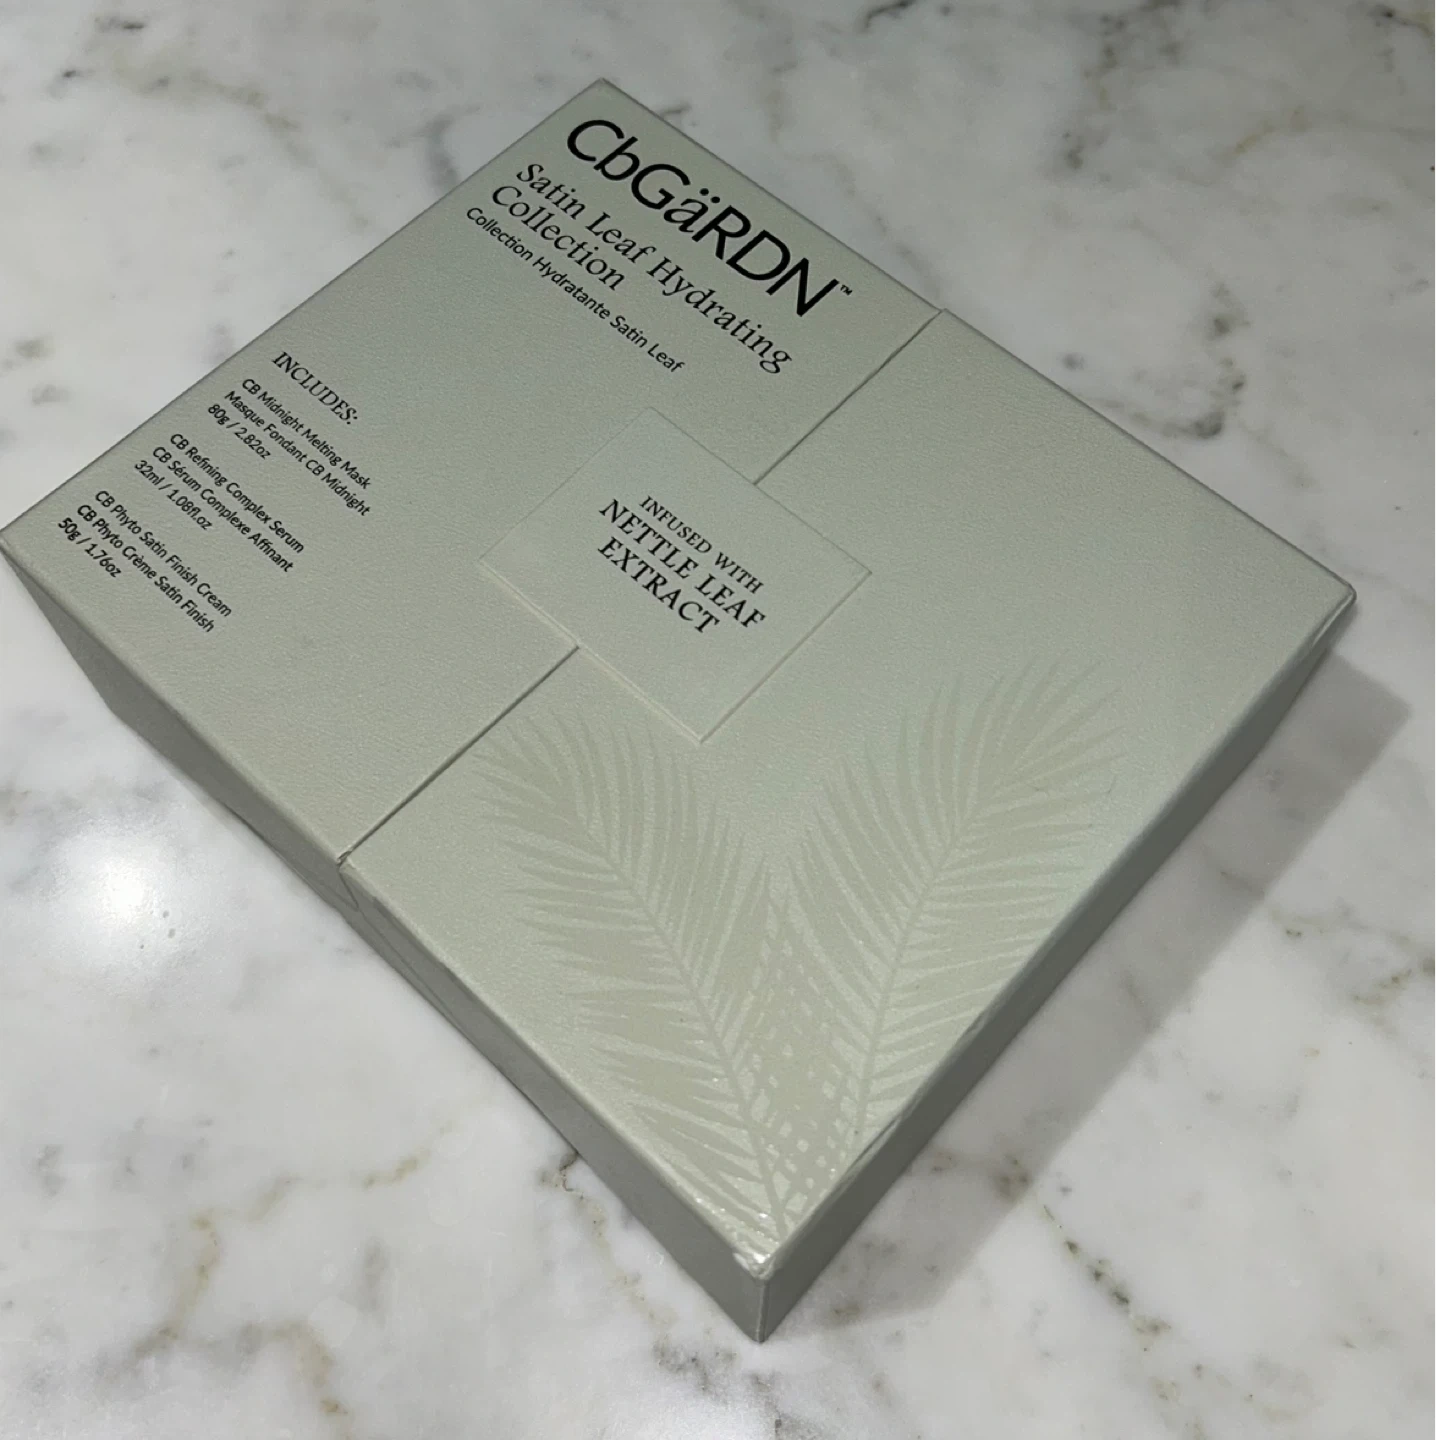 CbGäRDN™
Satin Leaf Hydrating
Collection
Collection Hydratante Satin Leaf
INCLUDES:
CB Midnight Melting Mask
Masque Fondant CB Midnight
80g / 2.82oz
CB Refining Complex Serum
CB Sérum Complexe Affinant
32ml / 1.08fl.oz
CB Phyto Satin Finish Cream
CB Phyto Crème Satin Finish
50g / 1.76oz
INFUSED WITH
NETTLE LEAF
EXTRACT